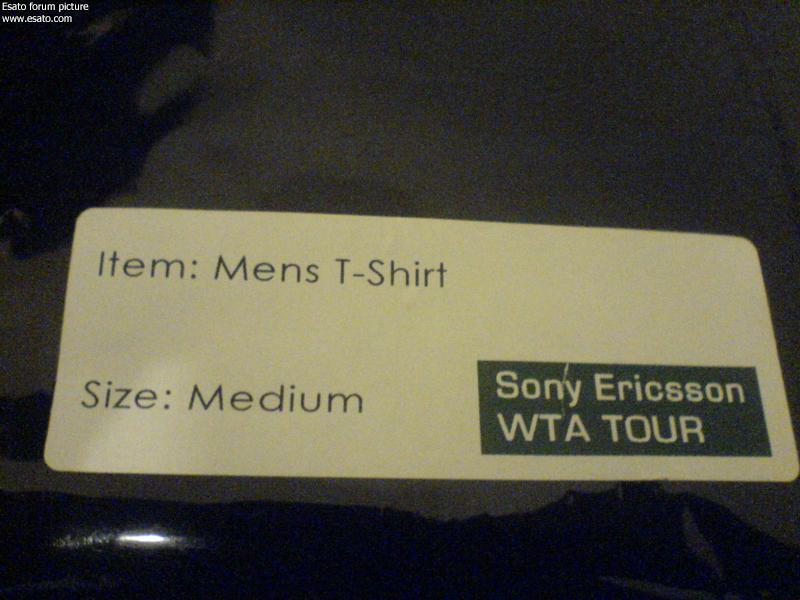 Esato forum picture
www.esato.com
Item: Mens T-Shirt
Size: Medium
Sony Ericsson
WTA TOUR